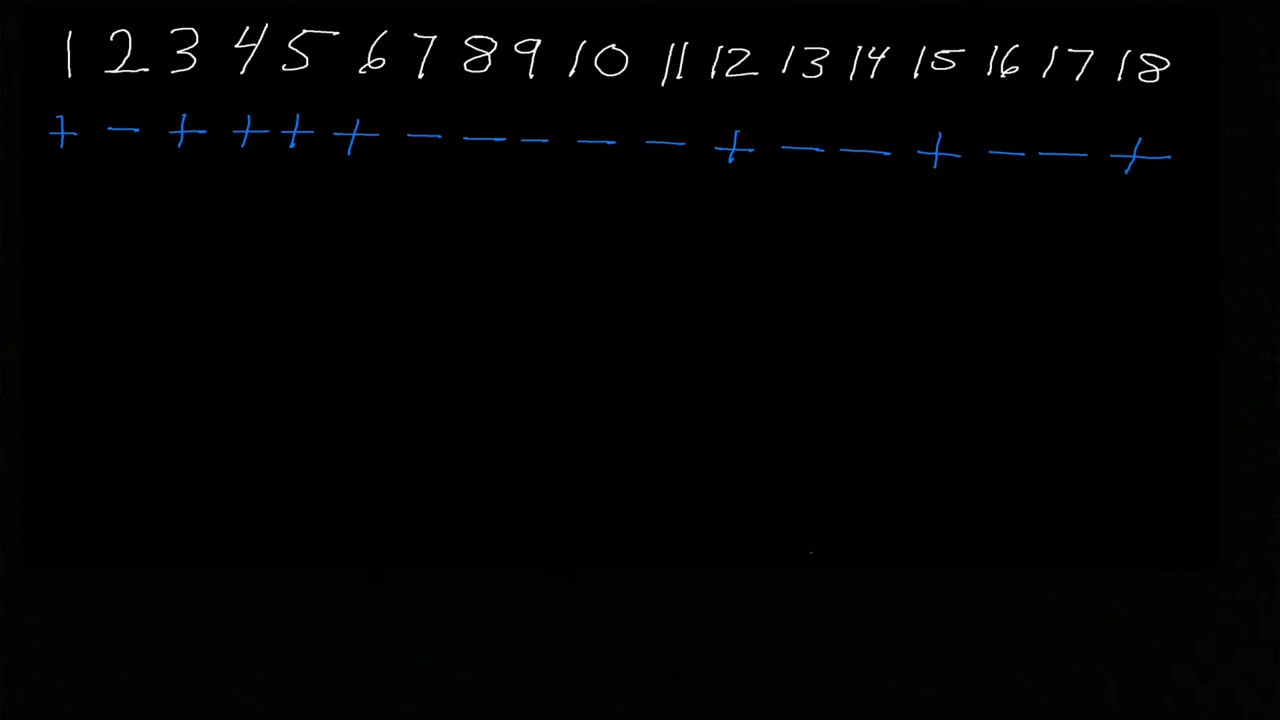 1 2 3 4 5 6 7 8 9 10 11 12 13 14 15 16 17 18
+ - + + + + - - - - - + - - + - - +